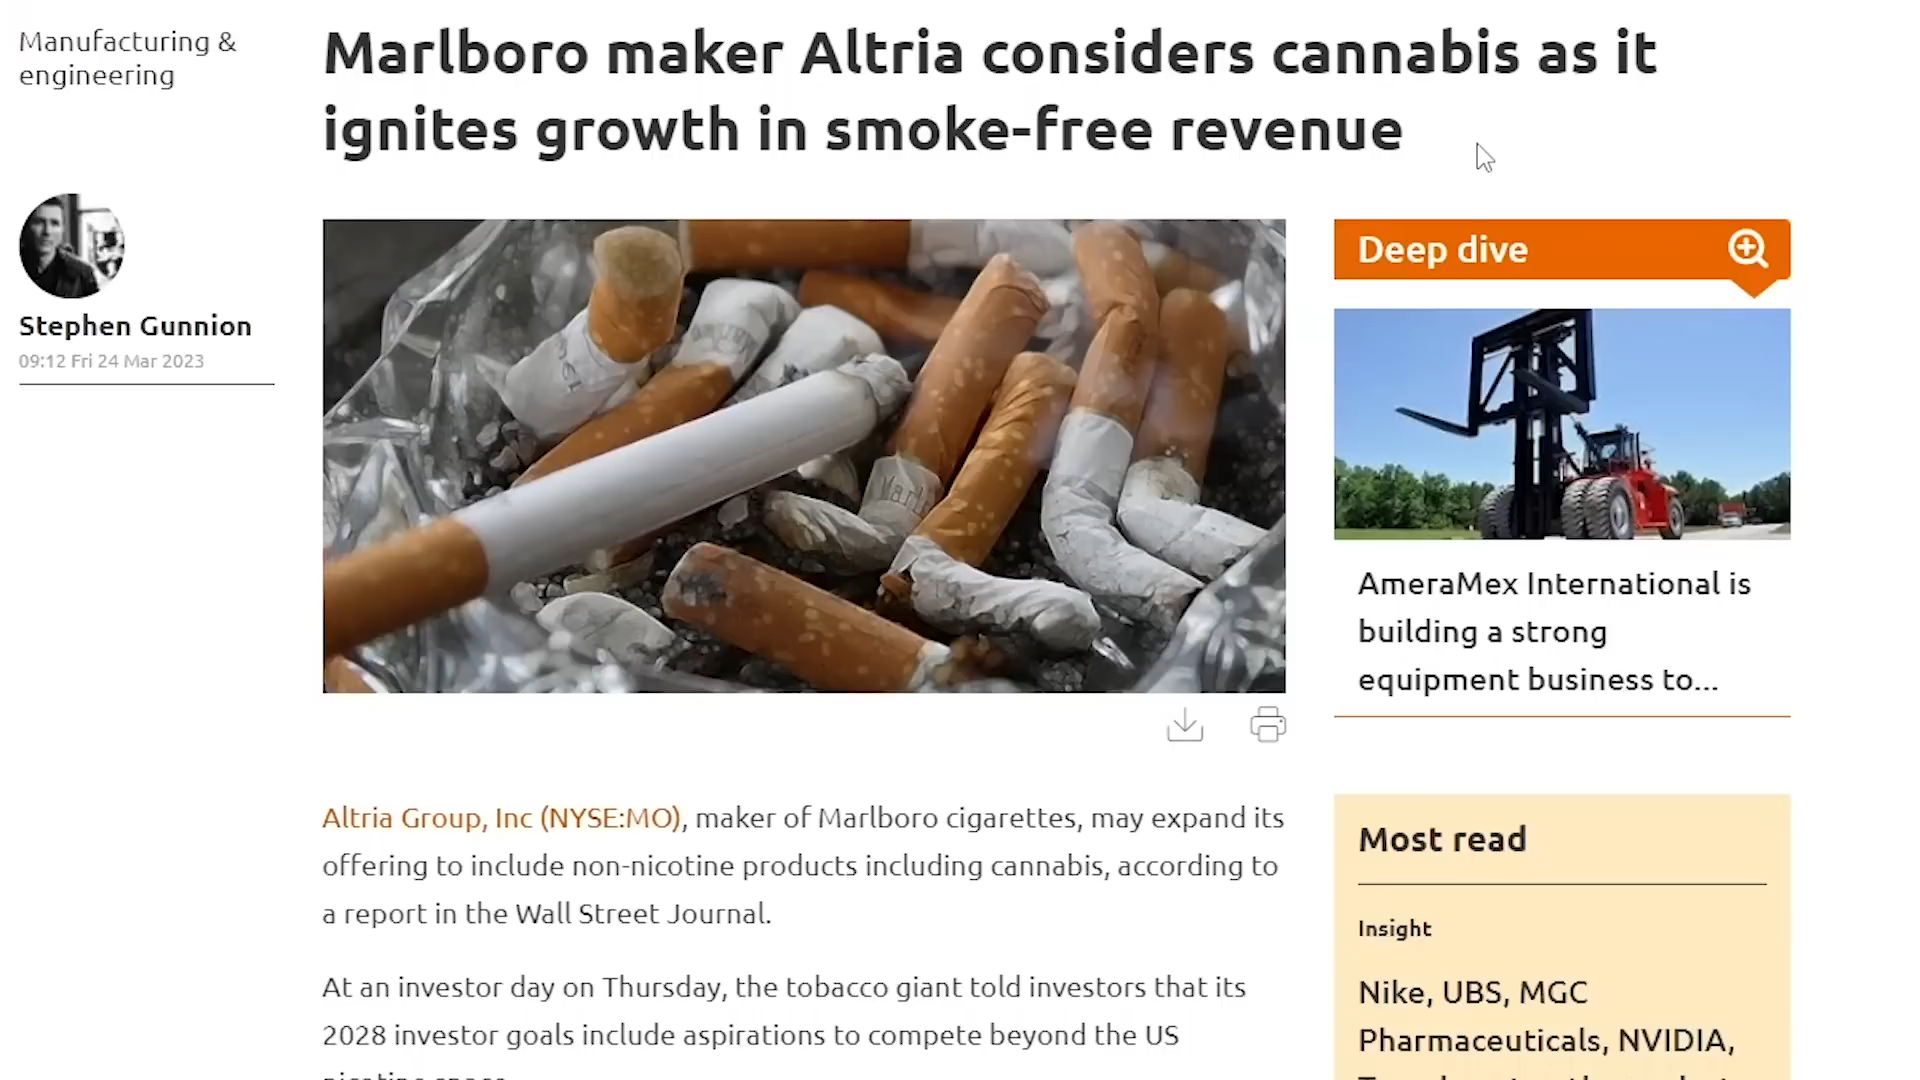 Manufacturing &
engineering
Marlboro maker Altria considers cannabis as it
ignites growth in smoke-free revenue
Stephen Gunnion
09:12 Fri 24 Mar 2023
Altria Group, Inc (NYSE:MO), maker of Marlboro cigarettes, may expand its
offering to include non-nicotine products including cannabis, according to
a report in the Wall Street Journal.
At an investor day on Thursday, the tobacco giant told investors that its
2028 investor goals include aspirations to compete beyond the US
Deep dive
AmeraMex International is
building a strong
equipment business to...
Most read
Insight
Nike, UBS, MGC
Pharmaceuticals, NVIDIA,